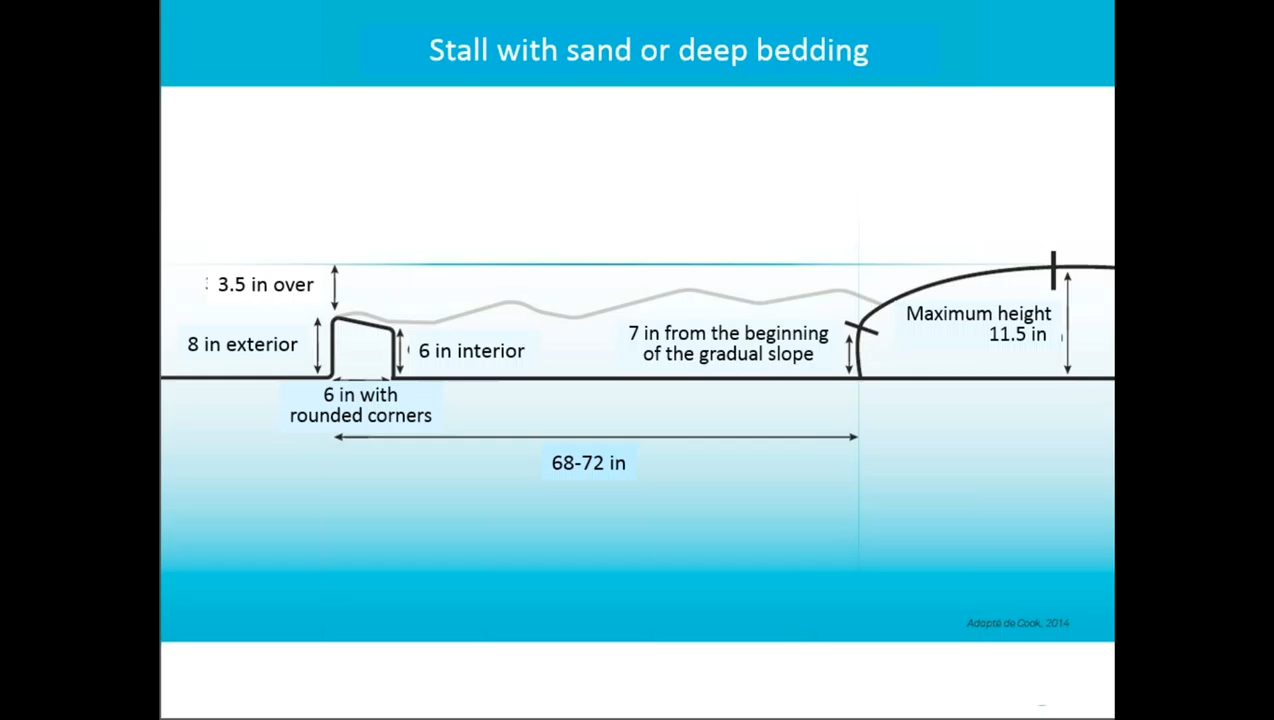 Stall with sand or deep bedding
3.5 in over
8 in exterior
6 in interior
7 in from the beginning
of the gradual slope
Maximum height
11.5 in
6 in with
rounded corners
68-72 in
Adapté de Cook, 2014